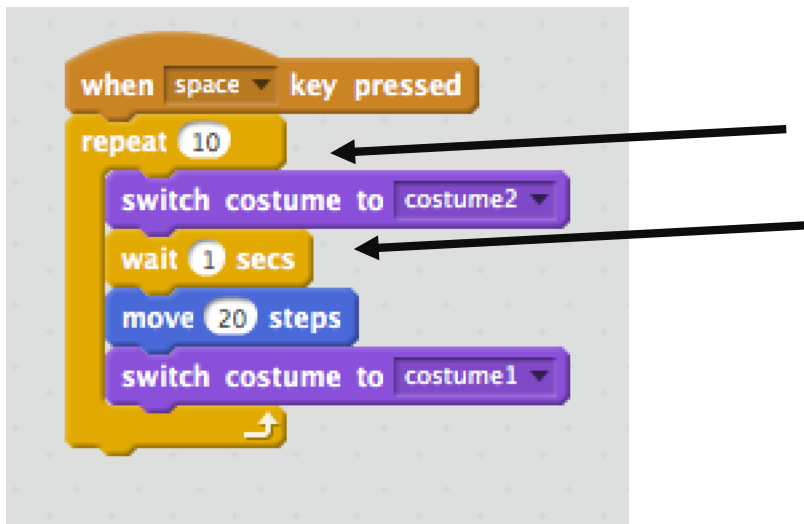 when space key pressed
repeat 10
switch costume to costume2
wait 1 secs
move 20 steps
switch costume to costume1